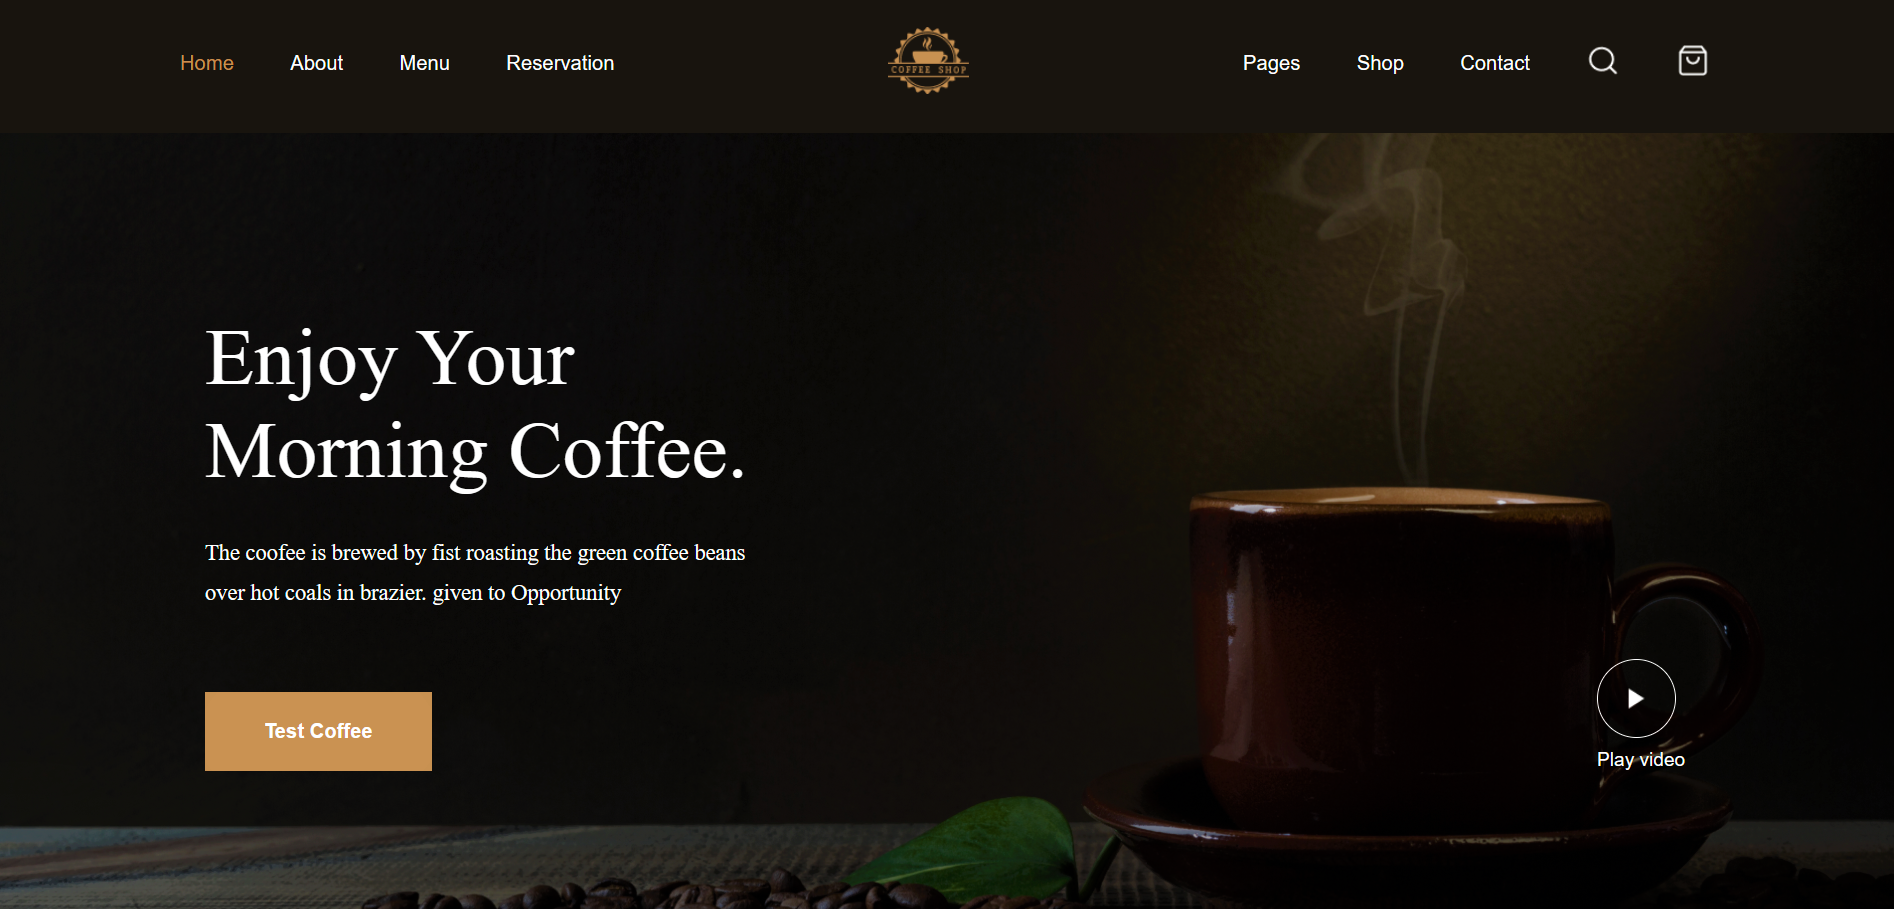 Home About Menu Reservation
COFFEE SHOP
Pages Shop Contact
Enjoy Your
Morning Coffee.
The coofee is brewed by fist roasting the green coffee beans
over hot coals in brazier. given to Opportunity
Test Coffee
Play video